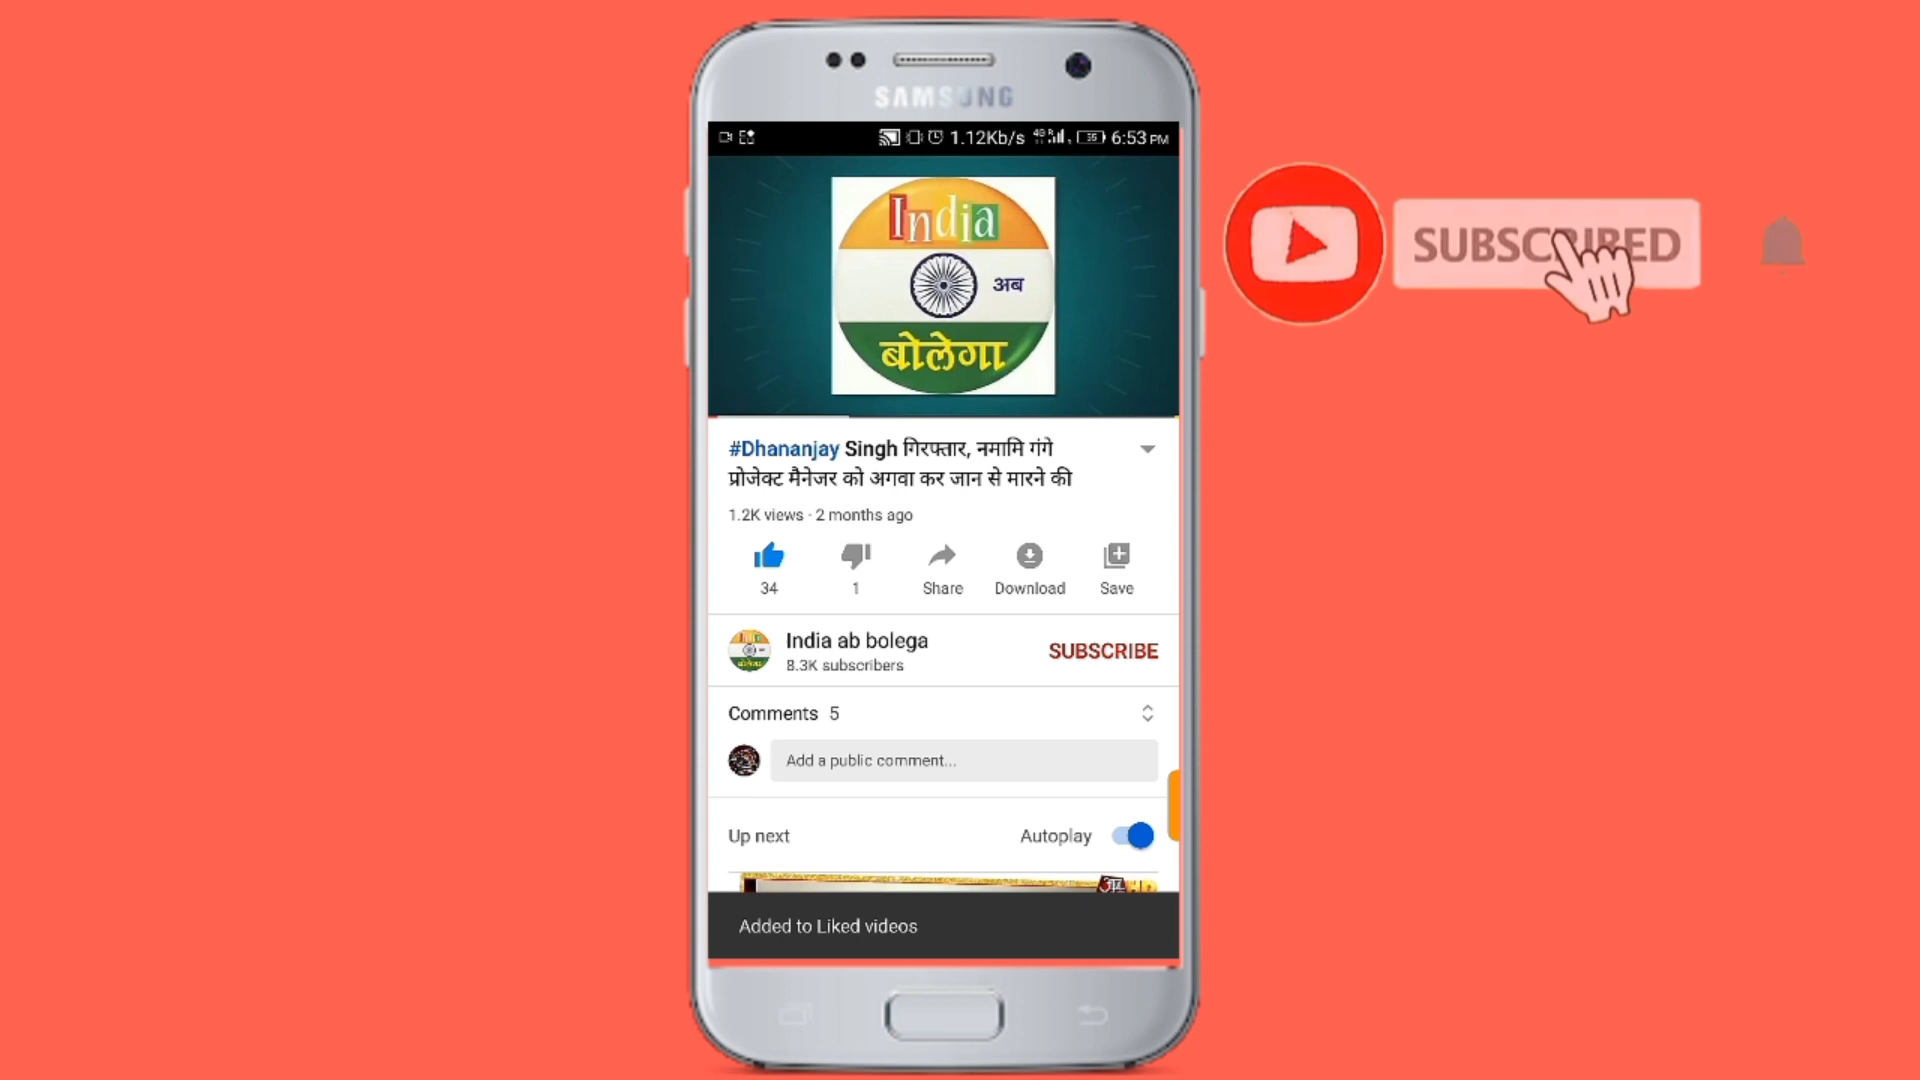 SAMSUNG
1.12Kb/s 4G R 35 6:53 PM
India
अब
बोलेगा
#Dhananjay Singh गिरफ्तार, नमामि गंगे
प्रोजेक्ट मैनेजर को अगवा कर जान से मारने की
1.2K views · 2 months ago
34 1 Share Download Save
India ab bolega
8.3K subscribers
SUBSCRIBE
Comments 5
Add a public comment...
Up next Autoplay
Added to Liked videos
SUBSCRIBED